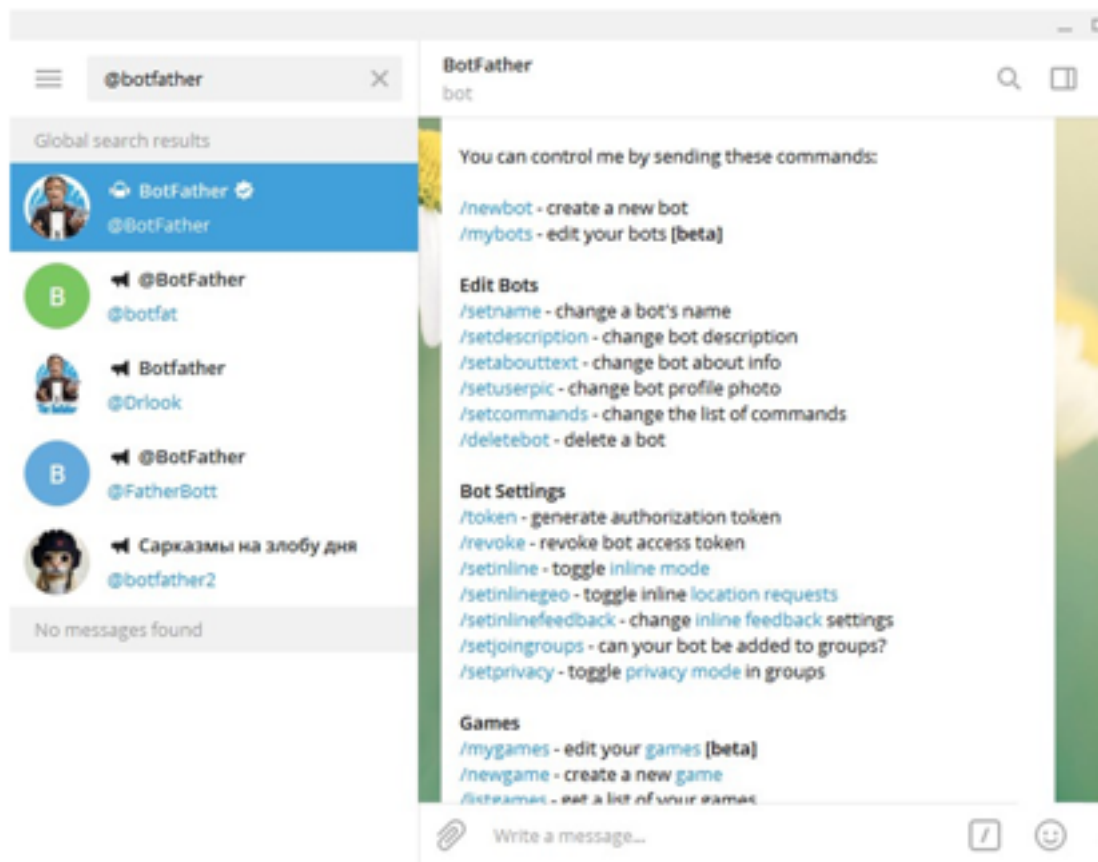 @botfather
Global search results
BotFather
@BotFather
@BotFather
@botfat
Botfather
@Drlook
@BotFather
@FatherBott
Сарказмы на злобу дня
@botfather2
No messages found
BotFather
bot
You can control me by sending these commands:
/newbot - create a new bot
/mybots - edit your bots [beta]
Edit Bots
/setname - change a bot's name
/setdescription - change bot description
/setabouttext - change bot about info
/setuserpic - change bot profile photo
/setcommands - change the list of commands
/deletebot - delete a bot
Bot Settings
/token - generate authorization token
/revoke - revoke bot access token
/setinline - toggle inline mode
/setinlinegeo - toggle inline location requests
/setinlinefeedback - change inline feedback settings
/setjoingroups - can your bot be added to groups?
/setprivacy - toggle privacy mode in groups
Games
/mygames - edit your games [beta]
/newgame - create a new game
/listgames - get a list of your games
Write a message...
B
B